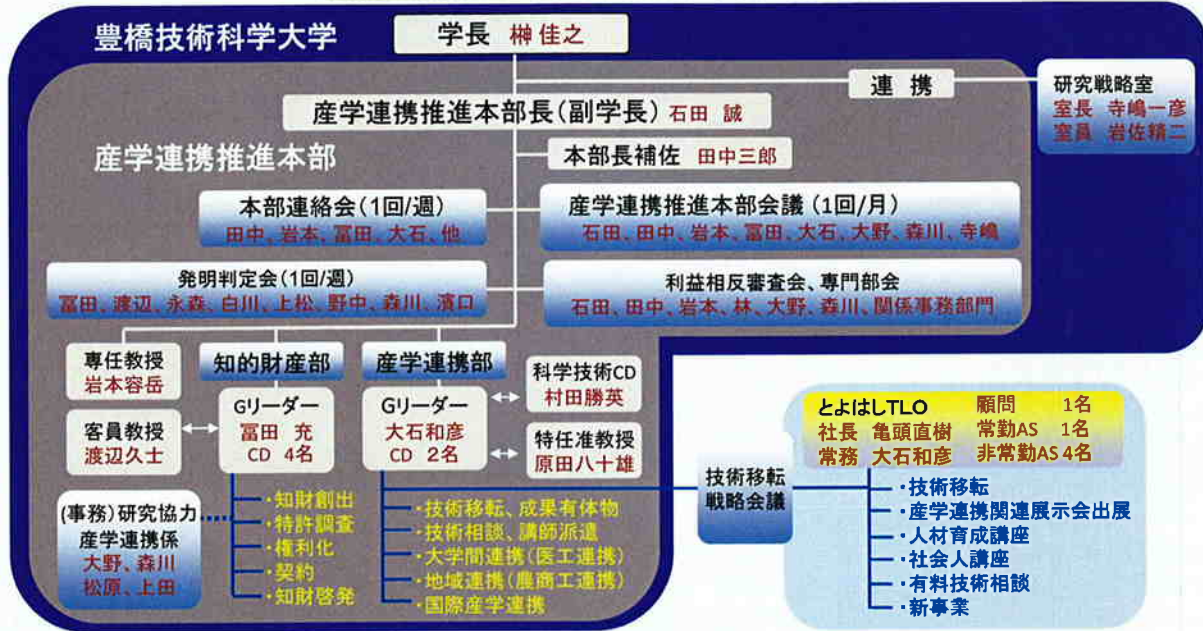 豊橋技術科学大学
学長 榊 佳之
連 携
研究戦略室
室長 寺嶋一彦
室員 岩佐精二
産学連携推進本部長(副学長) 石田 誠
産学連携推進本部
本部長補佐 田中三郎
本部連絡会(1回/週)
田中、岩本、冨田、大石、他
産学連携推進本部会議(1回/月)
石田、田中、岩本、冨田、大石、大野、森川、寺嶋
発明判定会(1回/週)
冨田、渡辺、永森、白川、上松、野中、森川、濱口
利益相反審査会、専門部会
石田、田中、岩本、林、大野、森川、関係事務部門
専任教授
岩本容岳
知的財産部
産学連携部
科学技術CD
村田勝英
Gリーダー
冨田 充
CD 4名
Gリーダー
大石和彦
CD 2名
客員教授
渡辺久士
特任准教授
原田八十雄
(事務)研究協力
産学連携係
大野、森川
松原、上田
・知財創出
・特許調査
・権利化
・契約
・知財啓発
・技術移転、成果有体物
・技術相談、講師派遣
・大学間連携(医工連携)
・地域連携(農商工連携)
・国際産学連携
技術移転
戦略会議
とよはしTLO 顧問 1名
社長 亀頭直樹 常勤AS 1名
常務 大石和彦 非常勤AS 4名
・技術移転
・産学連携関連展示会出展
・人材育成講座
・社会人講座
・有料技術相談
・新事業